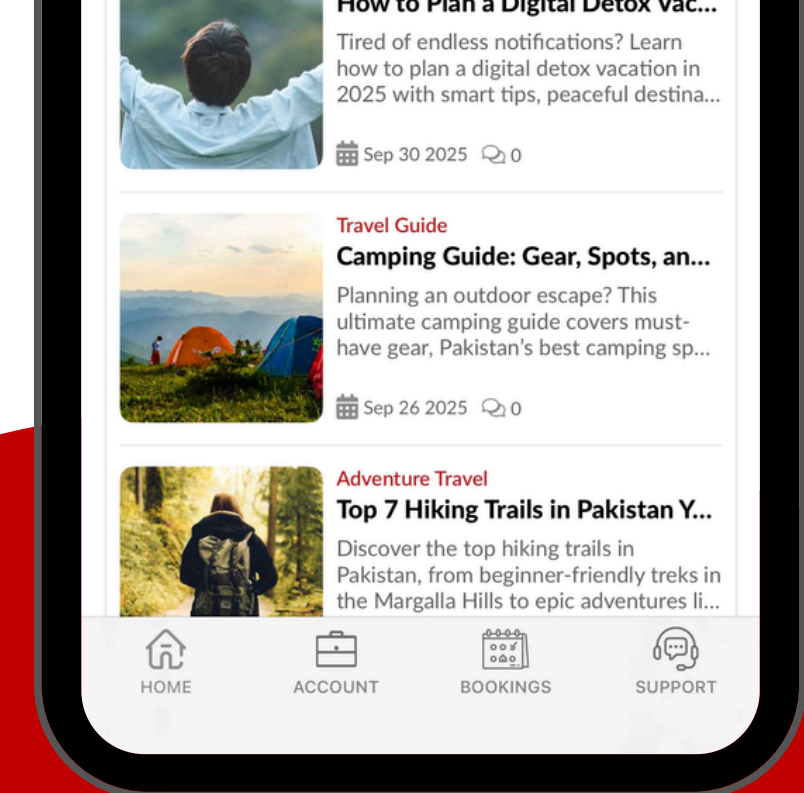 How to Plan a Digital Detox Vac...
Tired of endless notifications? Learn
how to plan a digital detox vacation in
2025 with smart tips, peaceful destina...
Sep 30 2025 0
Travel Guide
Camping Guide: Gear, Spots, an...
Planning an outdoor escape? This
ultimate camping guide covers must-
have gear, Pakistan’s best camping sp...
Sep 26 2025 0
Adventure Travel
Top 7 Hiking Trails in Pakistan Y...
Discover the top hiking trails in
Pakistan, from beginner-friendly treks in
the Margalla Hills to epic adventures li...
HOME ACCOUNT BOOKINGS SUPPORT